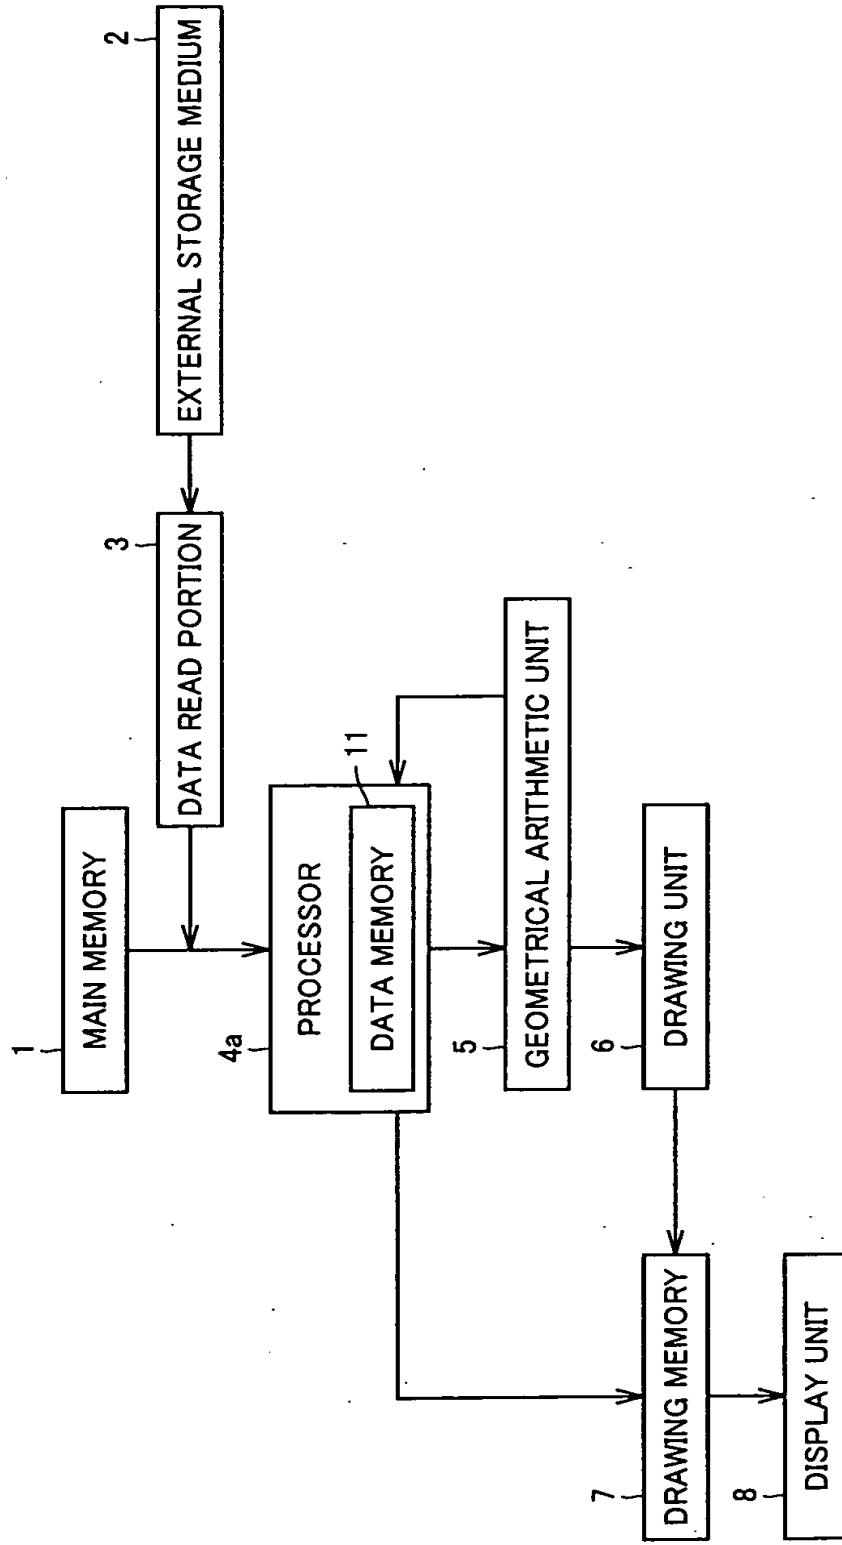 1
MAIN MEMORY
2
EXTERNAL STORAGE MEDIUM
3
DATA READ PORTION
4a
PROCESSOR
11
DATA MEMORY
5
GEOMETRICAL ARITHMETIC UNIT
6
DRAWING UNIT
7
DRAWING MEMORY
8
DISPLAY UNIT